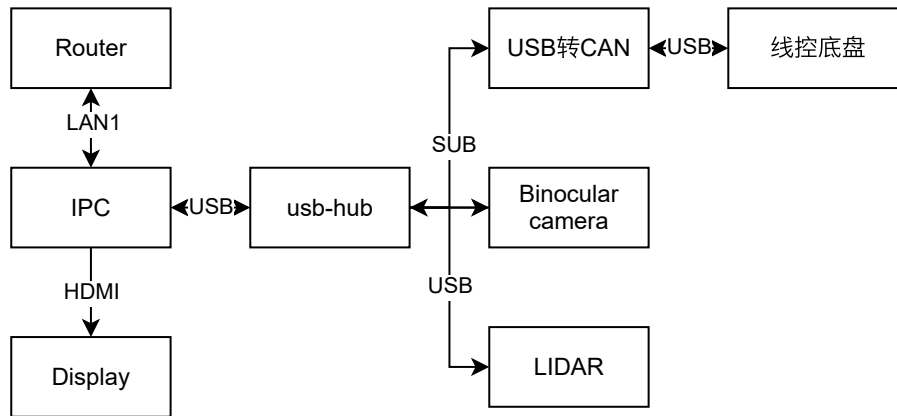 Router
USB转CAN
USB
线控底盘
LAN1
SUB
IPC
USB
usb-hub
Binocular
camera
HDMI
USB
Display
LIDAR